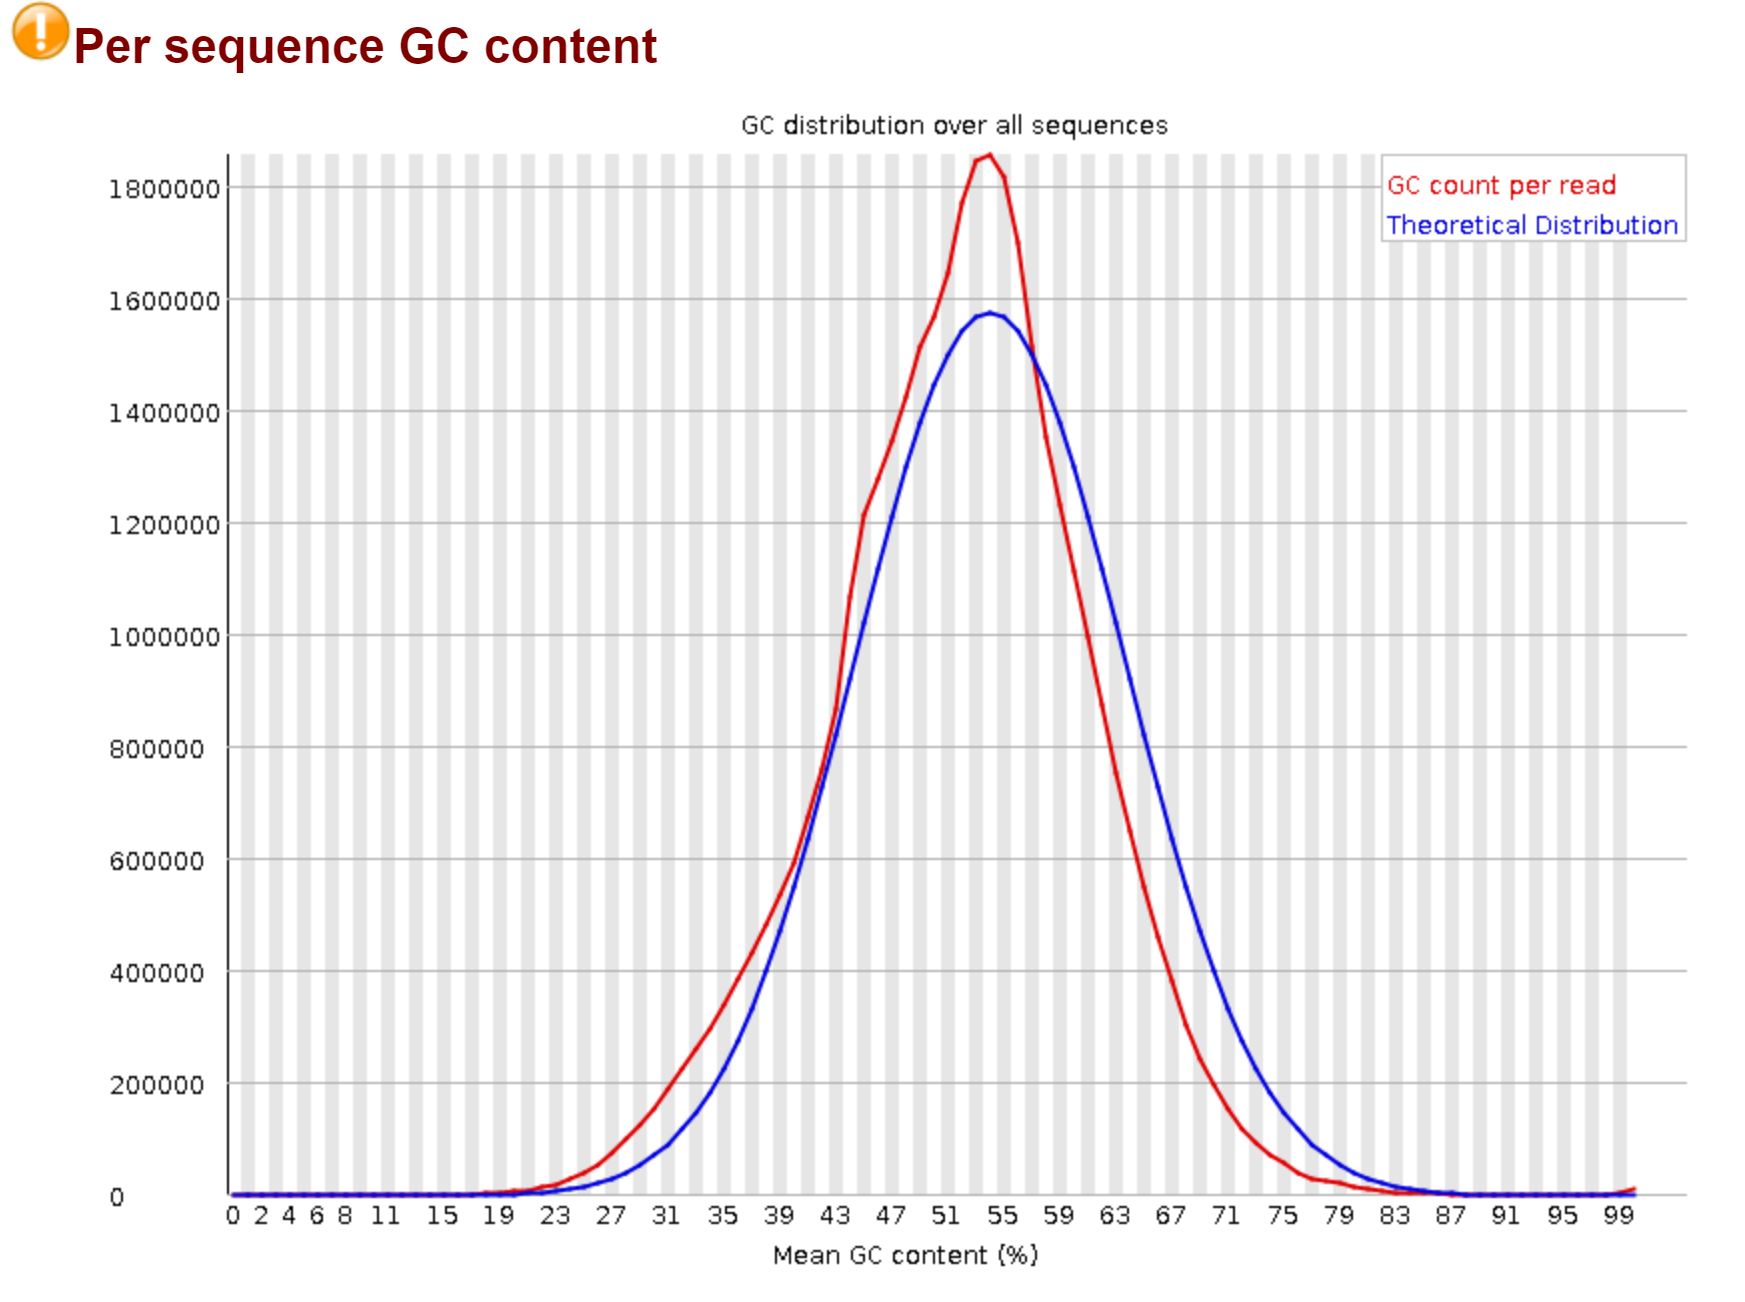 Per sequence GC content
GC distribution over all sequences
GC count per read
Theoretical Distribution
1800000
1600000
1400000
1200000
1000000
800000
600000
400000
200000
0
0 2 4 6 8 11 15 19 23 27 31 35 39 43 47 51 55 59 63 67 71 75 79 83 87 91 95 99
Mean GC content (%)